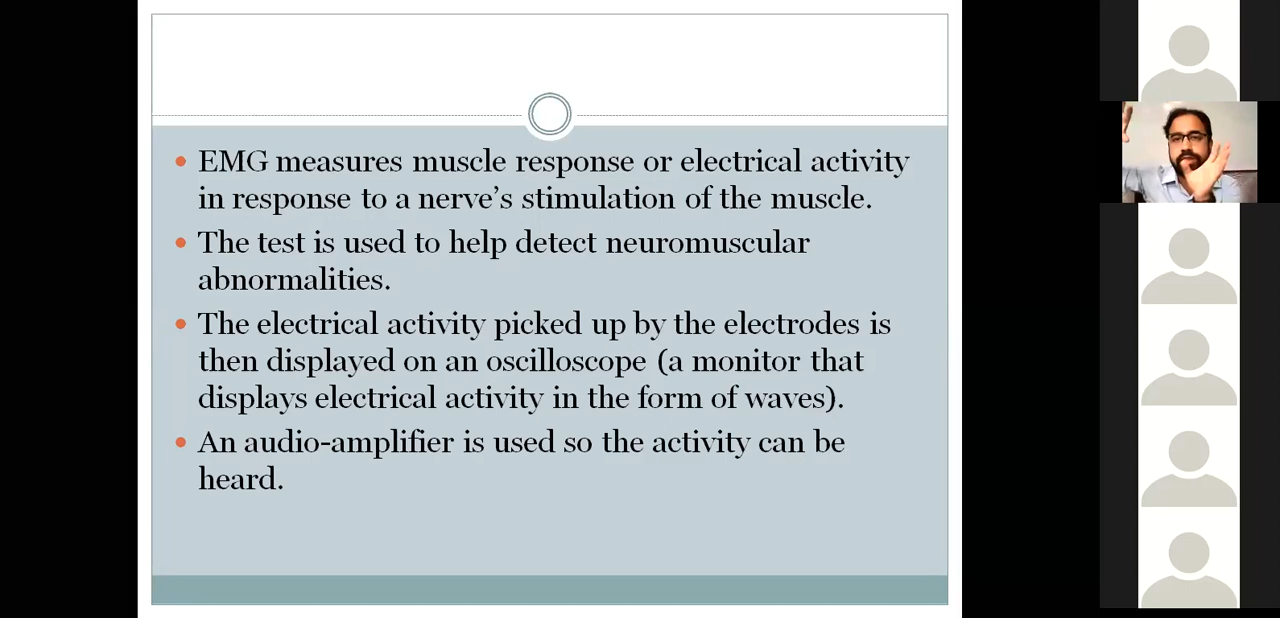 • EMG measures muscle response or electrical activity
in response to a nerve’s stimulation of the muscle.
• The test is used to help detect neuromuscular
abnormalities.
• The electrical activity picked up by the electrodes is
then displayed on an oscilloscope (a monitor that
displays electrical activity in the form of waves).
• An audio-amplifier is used so the activity can be
heard.